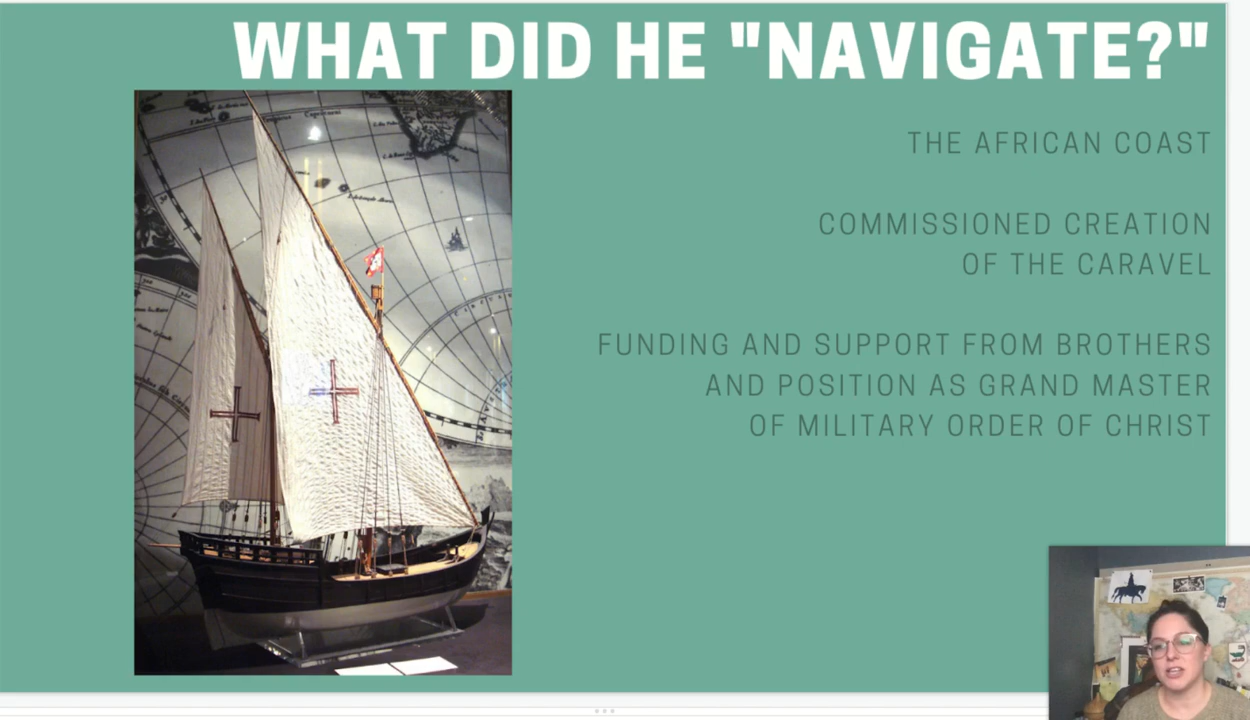 WHAT DID HE "NAVIGATE?"
THE AFRICAN COAST
COMMISSIONED CREATION
OF THE CARAVEL
FUNDING AND SUPPORT FROM BROTHERS
AND POSITION AS GRAND MASTER
OF MILITARY ORDER OF CHRIST